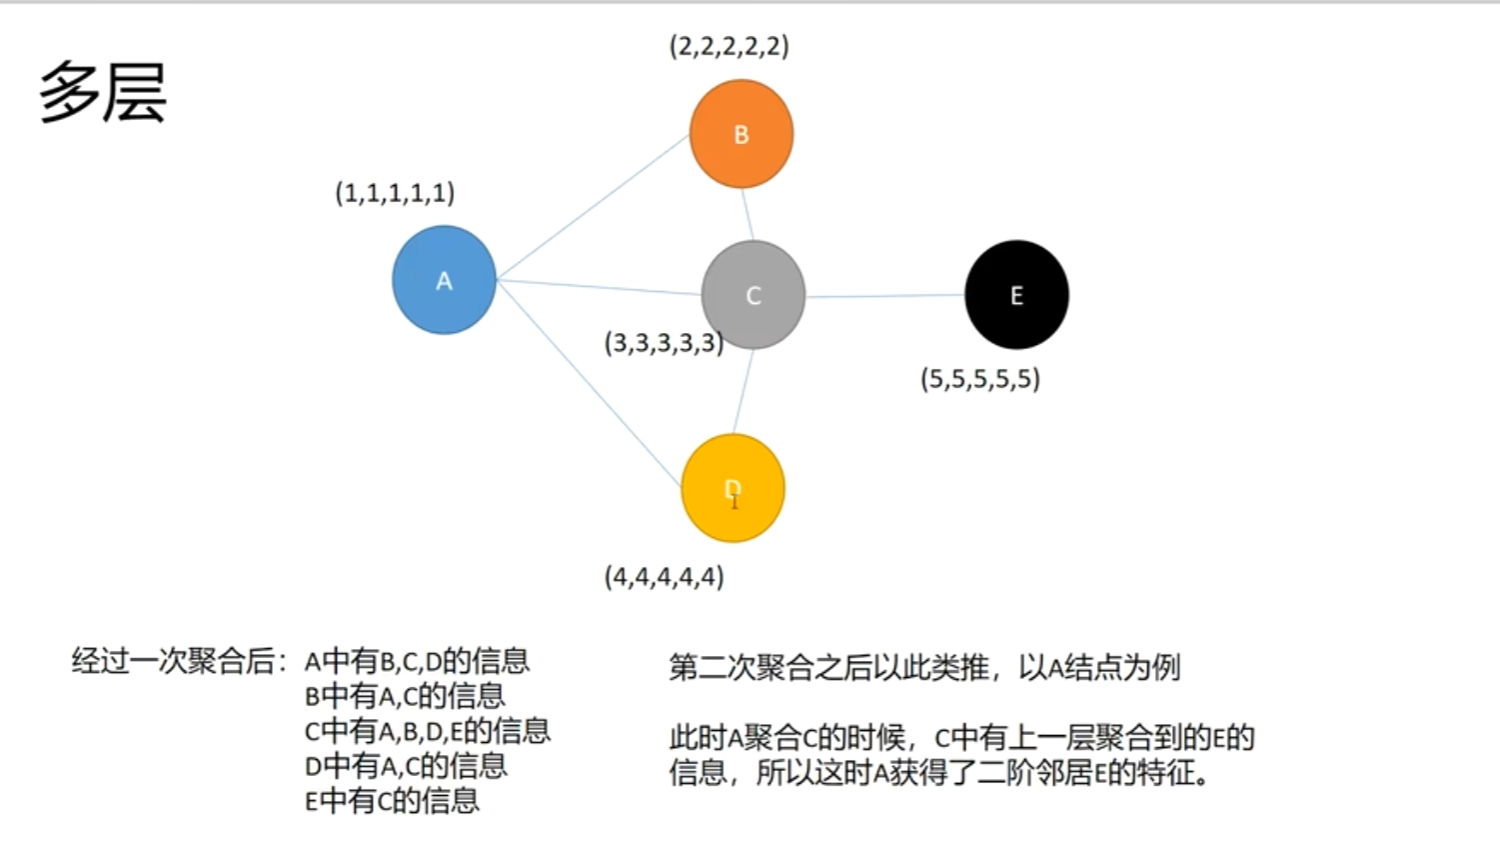 多层
(2,2,2,2,2)
B
(1,1,1,1,1)
A
C
E
(3,3,3,3,3)
(5,5,5,5,5)
D
(4,4,4,4,4)
经过一次聚合后：A中有B,C,D的信息
B中有A,C的信息
C中有A,B,D,E的信息
D中有A,C的信息
E中有C的信息
第二次聚合之后以此类推，以A结点为例
此时A聚合C的时候，C中有上一层聚合到的E的
信息，所以这时A获得了二阶邻居E的特征。